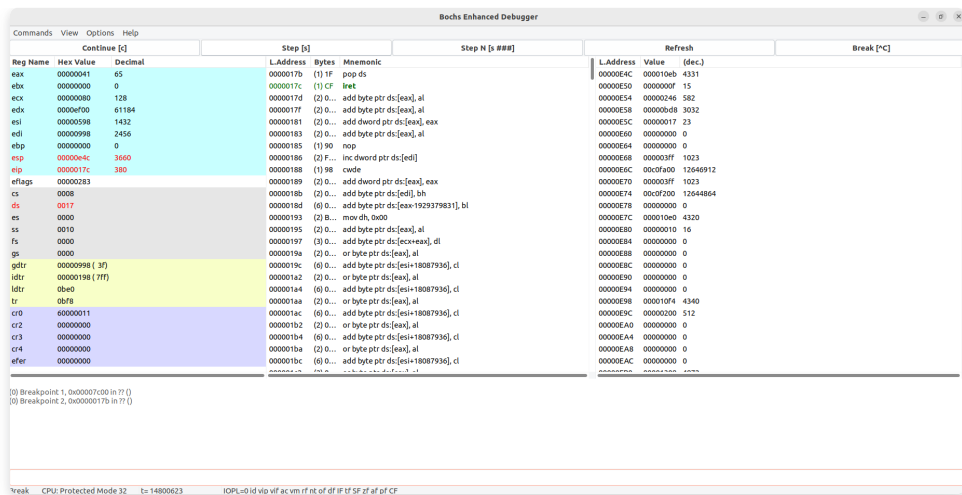 Bochs Enhanced Debugger
Commands View Options Help
Continue [c] Step [s] Step N [s ###] Refresh Break [^C]
Reg Name Hex Value Decimal L.Address Bytes Mnemonic L.Address Value (dec.)
eax 00000041 65 0000017b (1) 1F pop ds 00000E4C 000010eb 4331
ebx 00000000 0 0000017c (1) CF iret 00000E50 0000000f 15
ecx 00000080 128 0000017d (2) 0... add byte ptr ds:[eax], al 00000E54 00000246 582
edx 0000ef00 61184 0000017f (2) 0... add byte ptr ds:[eax], al 00000E58 00000bd8 3032
esi 00000598 1432 00000181 (2) 0... add dword ptr ds:[eax], eax 00000E5C 00000017 23
edi 00000998 2456 00000183 (2) 0... add byte ptr ds:[eax], al 00000E60 00000000 0
ebp 00000000 0 00000185 (1) 90 nop 00000E64 00000000 0
esp 00000e4c 3660 00000186 (2) F... inc dword ptr ds:[edi] 00000E68 000003ff 1023
eip 0000017c 380 00000188 (1) 98 cwde 00000E6C 00c0fa00 12646912
eflags 00000283 00000189 (2) 0... add dword ptr ds:[eax], eax 00000E70 000003ff 1023
cs 0008 0000018b (2) 0... add byte ptr ds:[edi], bh 00000E74 00c0f200 12644864
ds 0017 0000018d (6) 0... add byte ptr ds:[eax-1929379831], bl 00000E78 00000000 0
es 0000 00000193 (2) B... mov dh, 0x00 00000E7C 000010e0 4320
ss 0010 00000195 (2) 0... add byte ptr ds:[eax], al 00000E80 00000010 16
fs 0000 00000197 (3) 0... add byte ptr ds:[ecx+eax], dl 00000E84 00000000 0
gs 0000 0000019a (2) 0... or byte ptr ds:[eax], al 00000E88 00000000 0
gdtr 00000998 ( 3f) 0000019c (6) 0... add byte ptr ds:[esi+18087936], cl 00000E8C 00000000 0
idtr 00000198 ( 7ff) 000001a2 (2) 0... or byte ptr ds:[eax], al 00000E90 00000000 0
ldtr 0be0 000001a4 (6) 0... add byte ptr ds:[esi+18087936], cl 00000E94 00000000 0
tr 0bf8 000001aa (2) 0... or byte ptr ds:[eax], al 00000E98 000010f4 4340
cr0 60000011 000001ac (6) 0... add byte ptr ds:[esi+18087936], cl 00000E9C 00000200 512
cr2 00000000 000001b2 (2) 0... or byte ptr ds:[eax], al 00000EA0 00000000 0
cr3 00000000 000001b4 (6) 0... add byte ptr ds:[esi+18087936], cl 00000EA4 00000000 0
cr4 00000000 000001ba (2) 0... or byte ptr ds:[eax], al 00000EA8 00000000 0
efer 00000000 000001bc (6) 0... add byte ptr ds:[esi+18087936], cl 00000EAC 00000000 0
(0) Breakpoint 1, 0x00007c00 in ?? ()
(0) Breakpoint 2, 0x0000017b in ?? ()
Break CPU: Protected Mode 32 t= 14800623 IOPL=0 id vip vif ac vm rf nt of df IF tf SF zf af pf CF